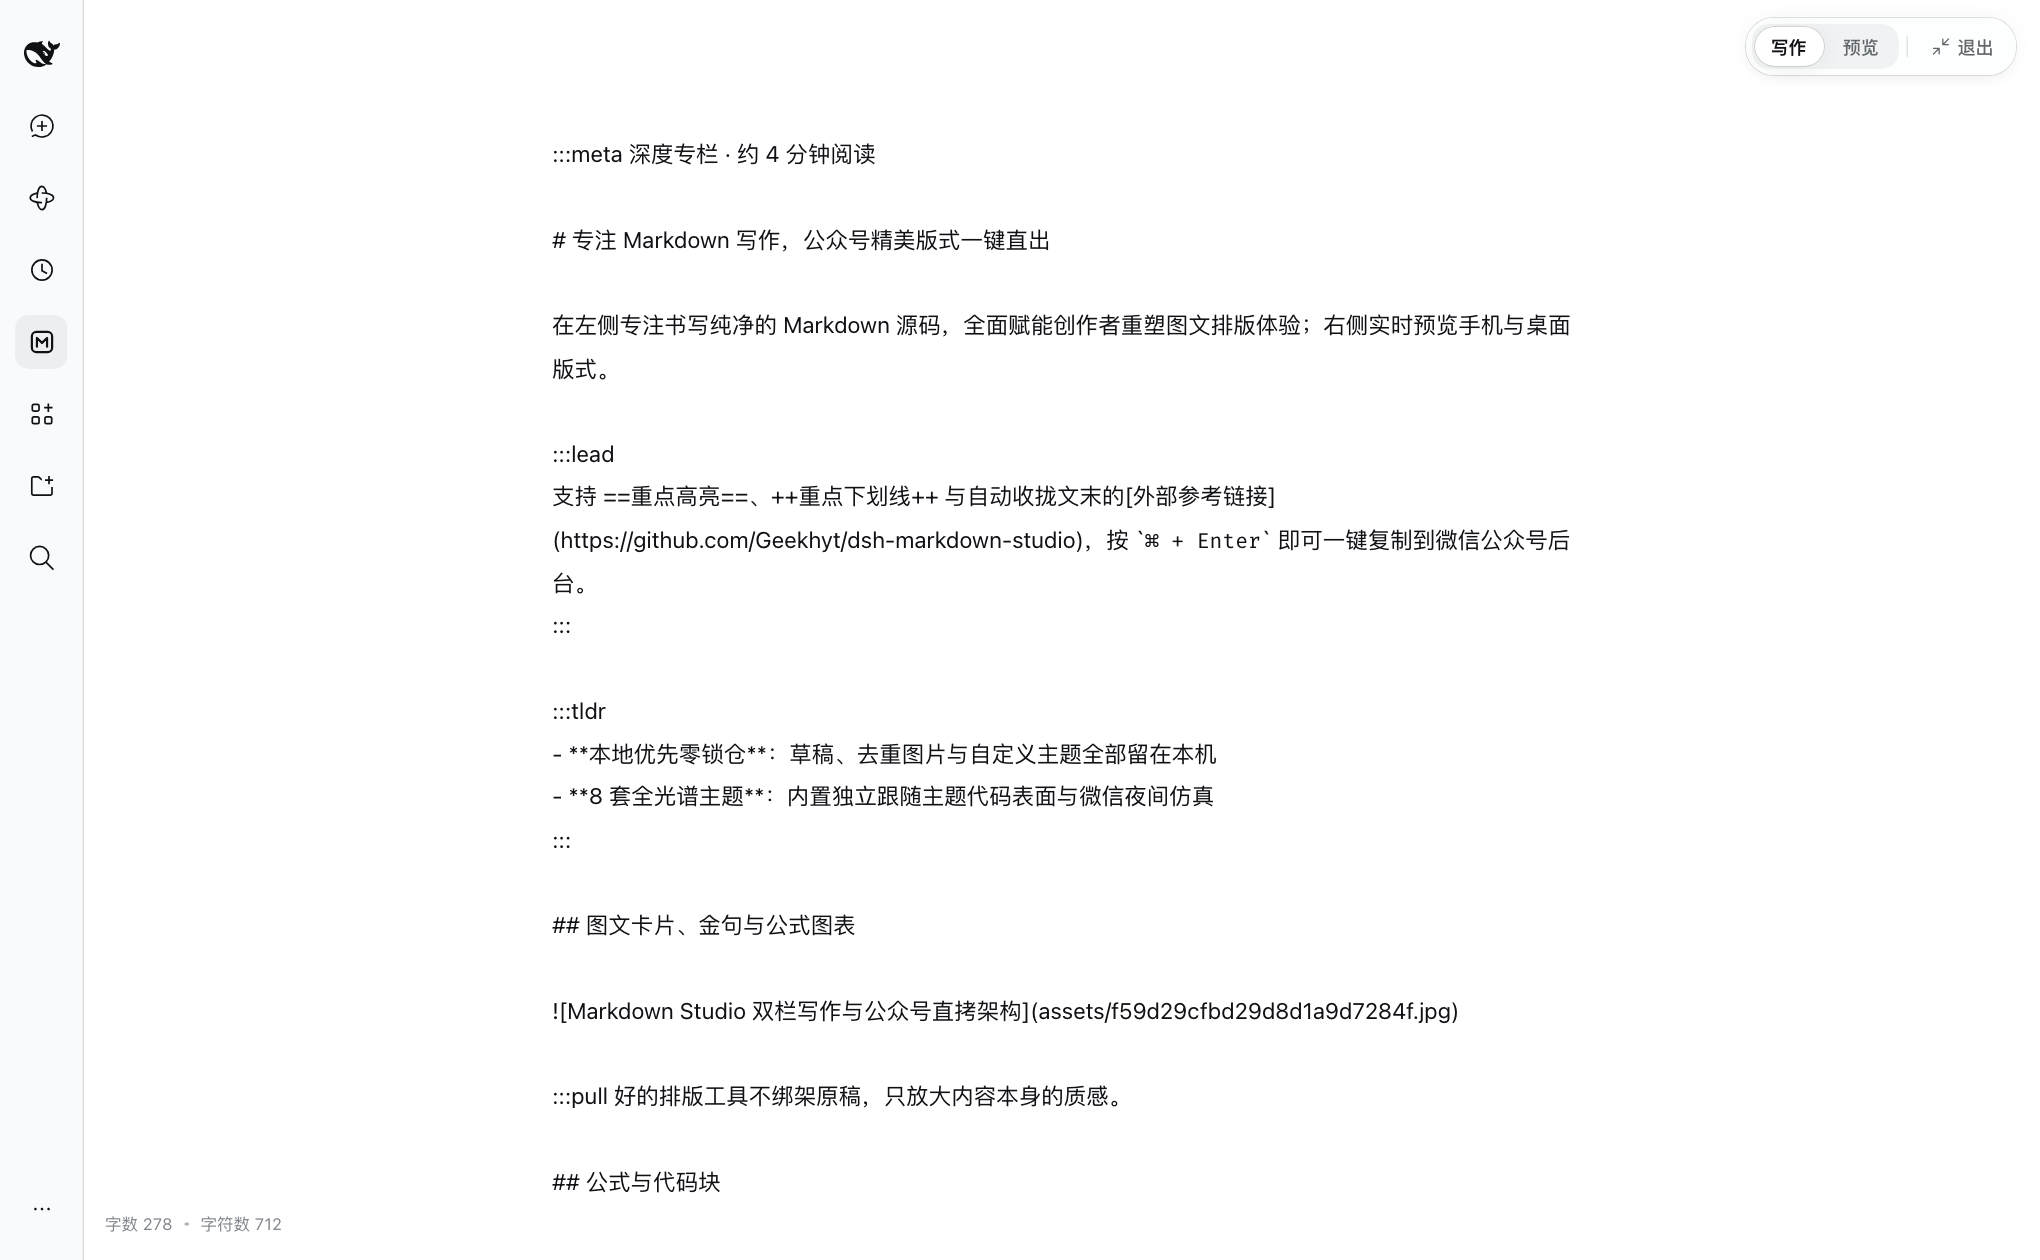 写作 预览 退出
:::meta 深度专栏 · 约 4 分钟阅读
# 专注 Markdown 写作，公众号精美版式一键直出
在左侧专注书写纯净的 Markdown 源码，全面赋能创作者重塑图文排版体验；右侧实时预览手机与桌面
版式。
:::lead
支持 ==重点高亮==、++重点下划线++ 与自动收拢文末的[外部参考链接]
(https://github.com/Geekhyt/dsh-markdown-studio)，按 `⌘ + Enter` 即可一键复制到微信公众号后
台。
:::
:::tldr
- **本地优先零锁仓**：草稿、去重图片与自定义主题全部留在本机
- **8 套全光谱主题**：内置独立跟随主题代码表面与微信夜间仿真
:::
## 图文卡片、金句与公式图表
![Markdown Studio 双栏写作与公众号直拷架构](assets/f59d29cfbd29d8d1a9d7284f.jpg)
:::pull 好的排版工具不绑架原稿，只放大内容本身的质感。
## 公式与代码块
字数 278 • 字符数 712